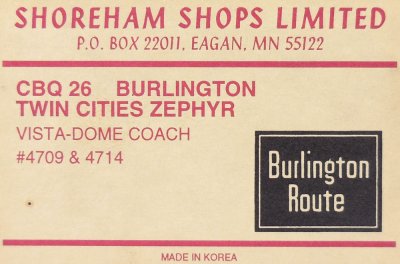 SHOREHAM SHOPS LIMITED
P.O. BOX 22011, EAGAN, MN 55122
CBQ 26 BURLINGTON
TWIN CITIES ZEPHYR
VISTA-DOME COACH
#4709 & 4714
Burlington
Route
MADE IN KOREA